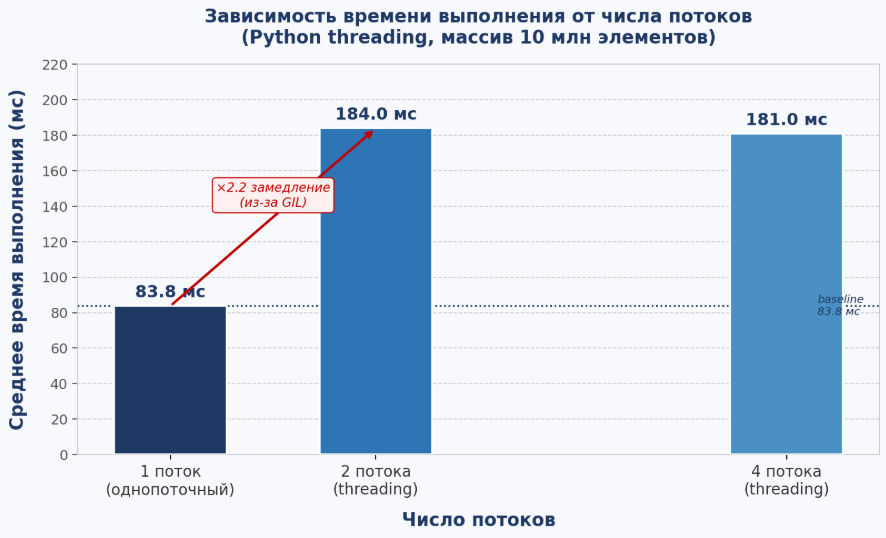 Зависимость времени выполнения от числа потоков
(Python threading, массив 10 млн элементов)
Среднее время выполнения (мс)
220
200
180
160
140
120
100
80
60
40
20
0
83.8 мс
184.0 мс
181.0 мс
×2.2 замедление
(из-за GIL)
baseline
83.8 мс
1 поток
(однопоточный)
2 потока
(threading)
4 потока
(threading)
Число потоков